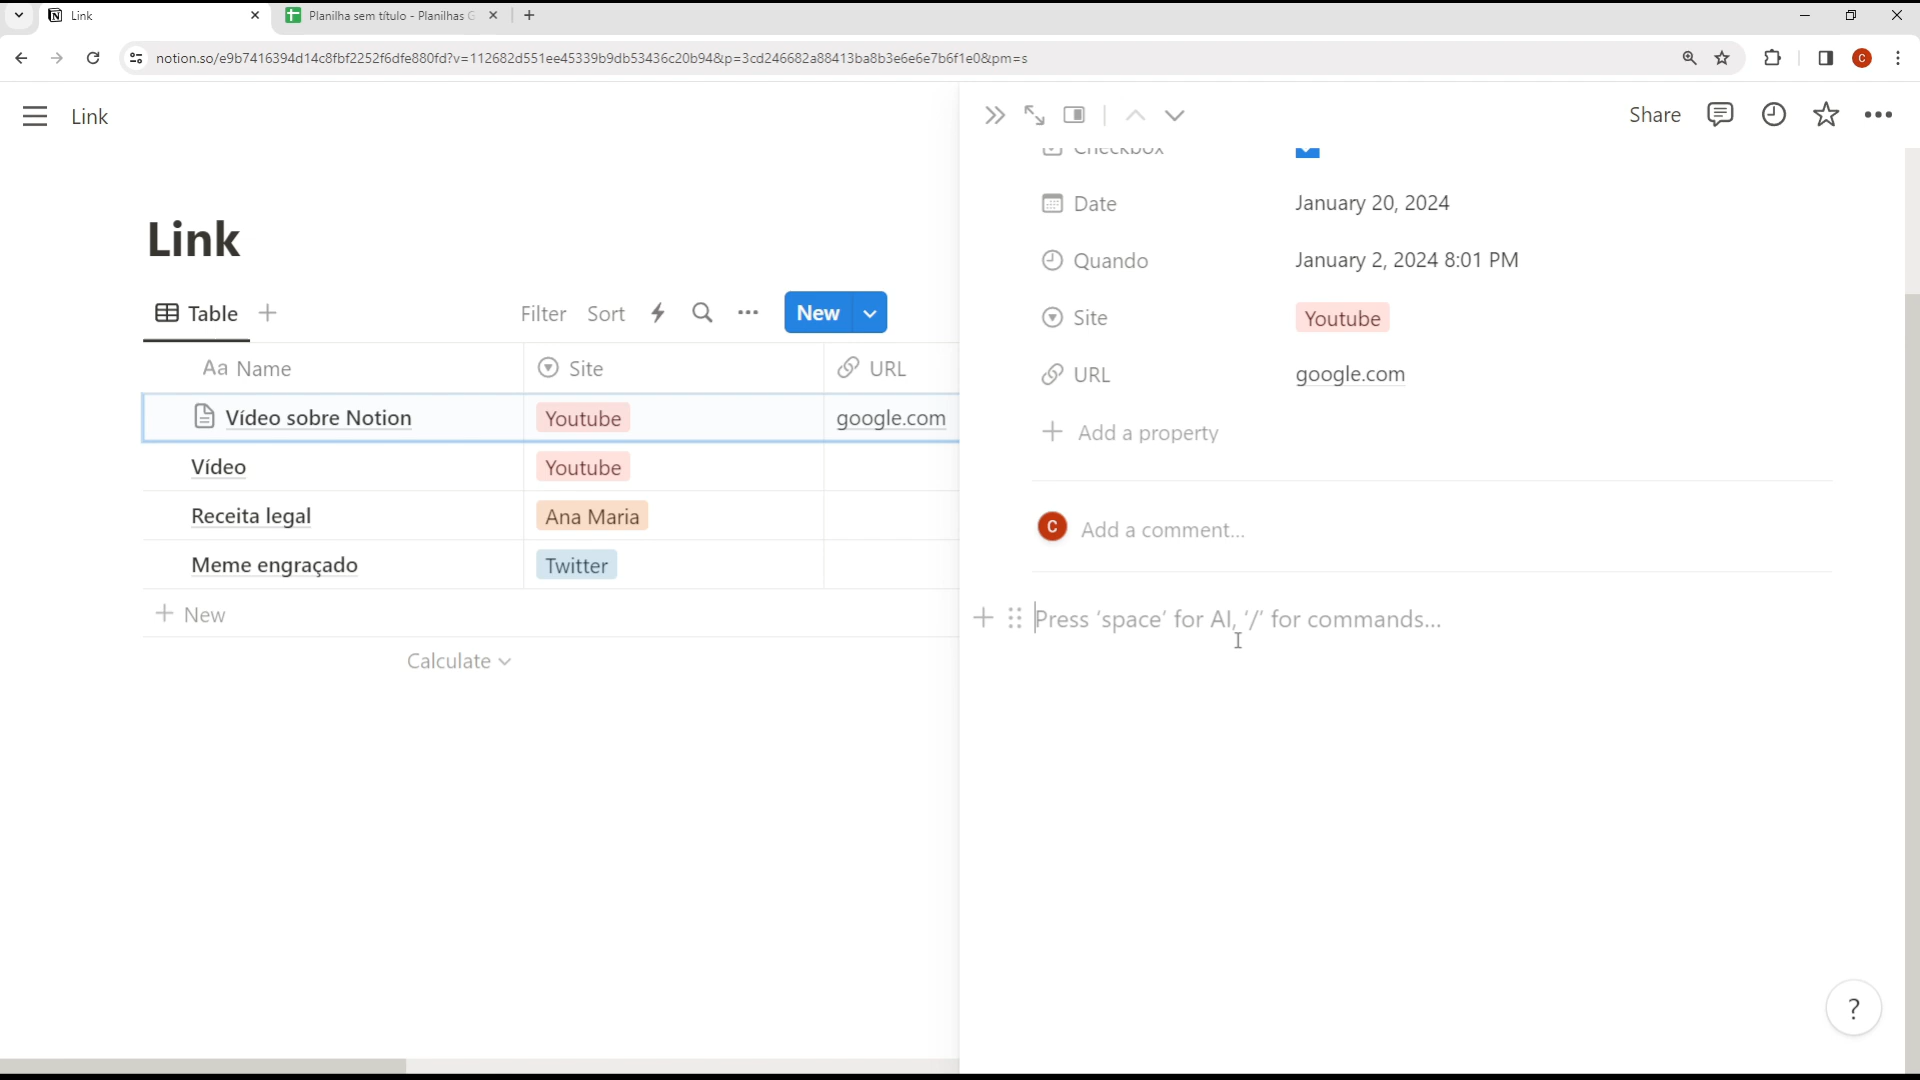 Link
Planilha sem título - Planilhas G
notion.so/e9b7416394d14c8fbf2252f6dfe880fd?v=112682d551ee45339b9db53436c20b94&p=3cd246682a88413ba8b3e6e6e7b6f1e0&pm=s
C
Link
Share
Link
Table
Filter
Sort
New
Aa Name
Site
URL
Vídeo sobre Notion
Youtube
google.com
Vídeo
Youtube
Receita legal
Ana Maria
Meme engraçado
Twitter
New
Calculate
Checkbox
Date
January 20, 2024
Quando
January 2, 2024 8:01 PM
Site
Youtube
URL
google.com
Add a property
C
Add a comment...
Press ‘space’ for AI, ‘/’ for commands...
?